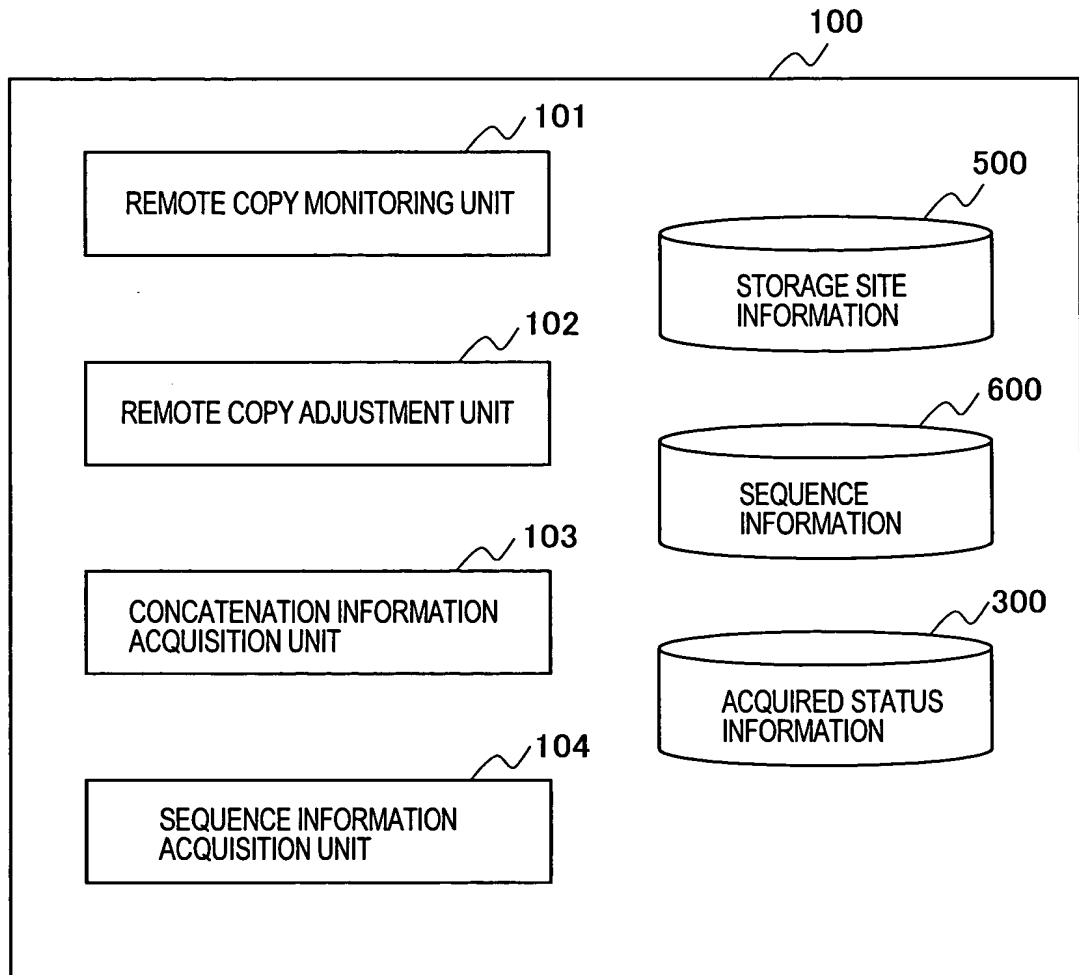 100
101
REMOTE COPY MONITORING UNIT
102
REMOTE COPY ADJUSTMENT UNIT
103
CONCATENATION INFORMATION
ACQUISITION UNIT
104
SEQUENCE INFORMATION
ACQUISITION UNIT
500
STORAGE SITE
INFORMATION
600
SEQUENCE
INFORMATION
300
ACQUIRED STATUS
INFORMATION